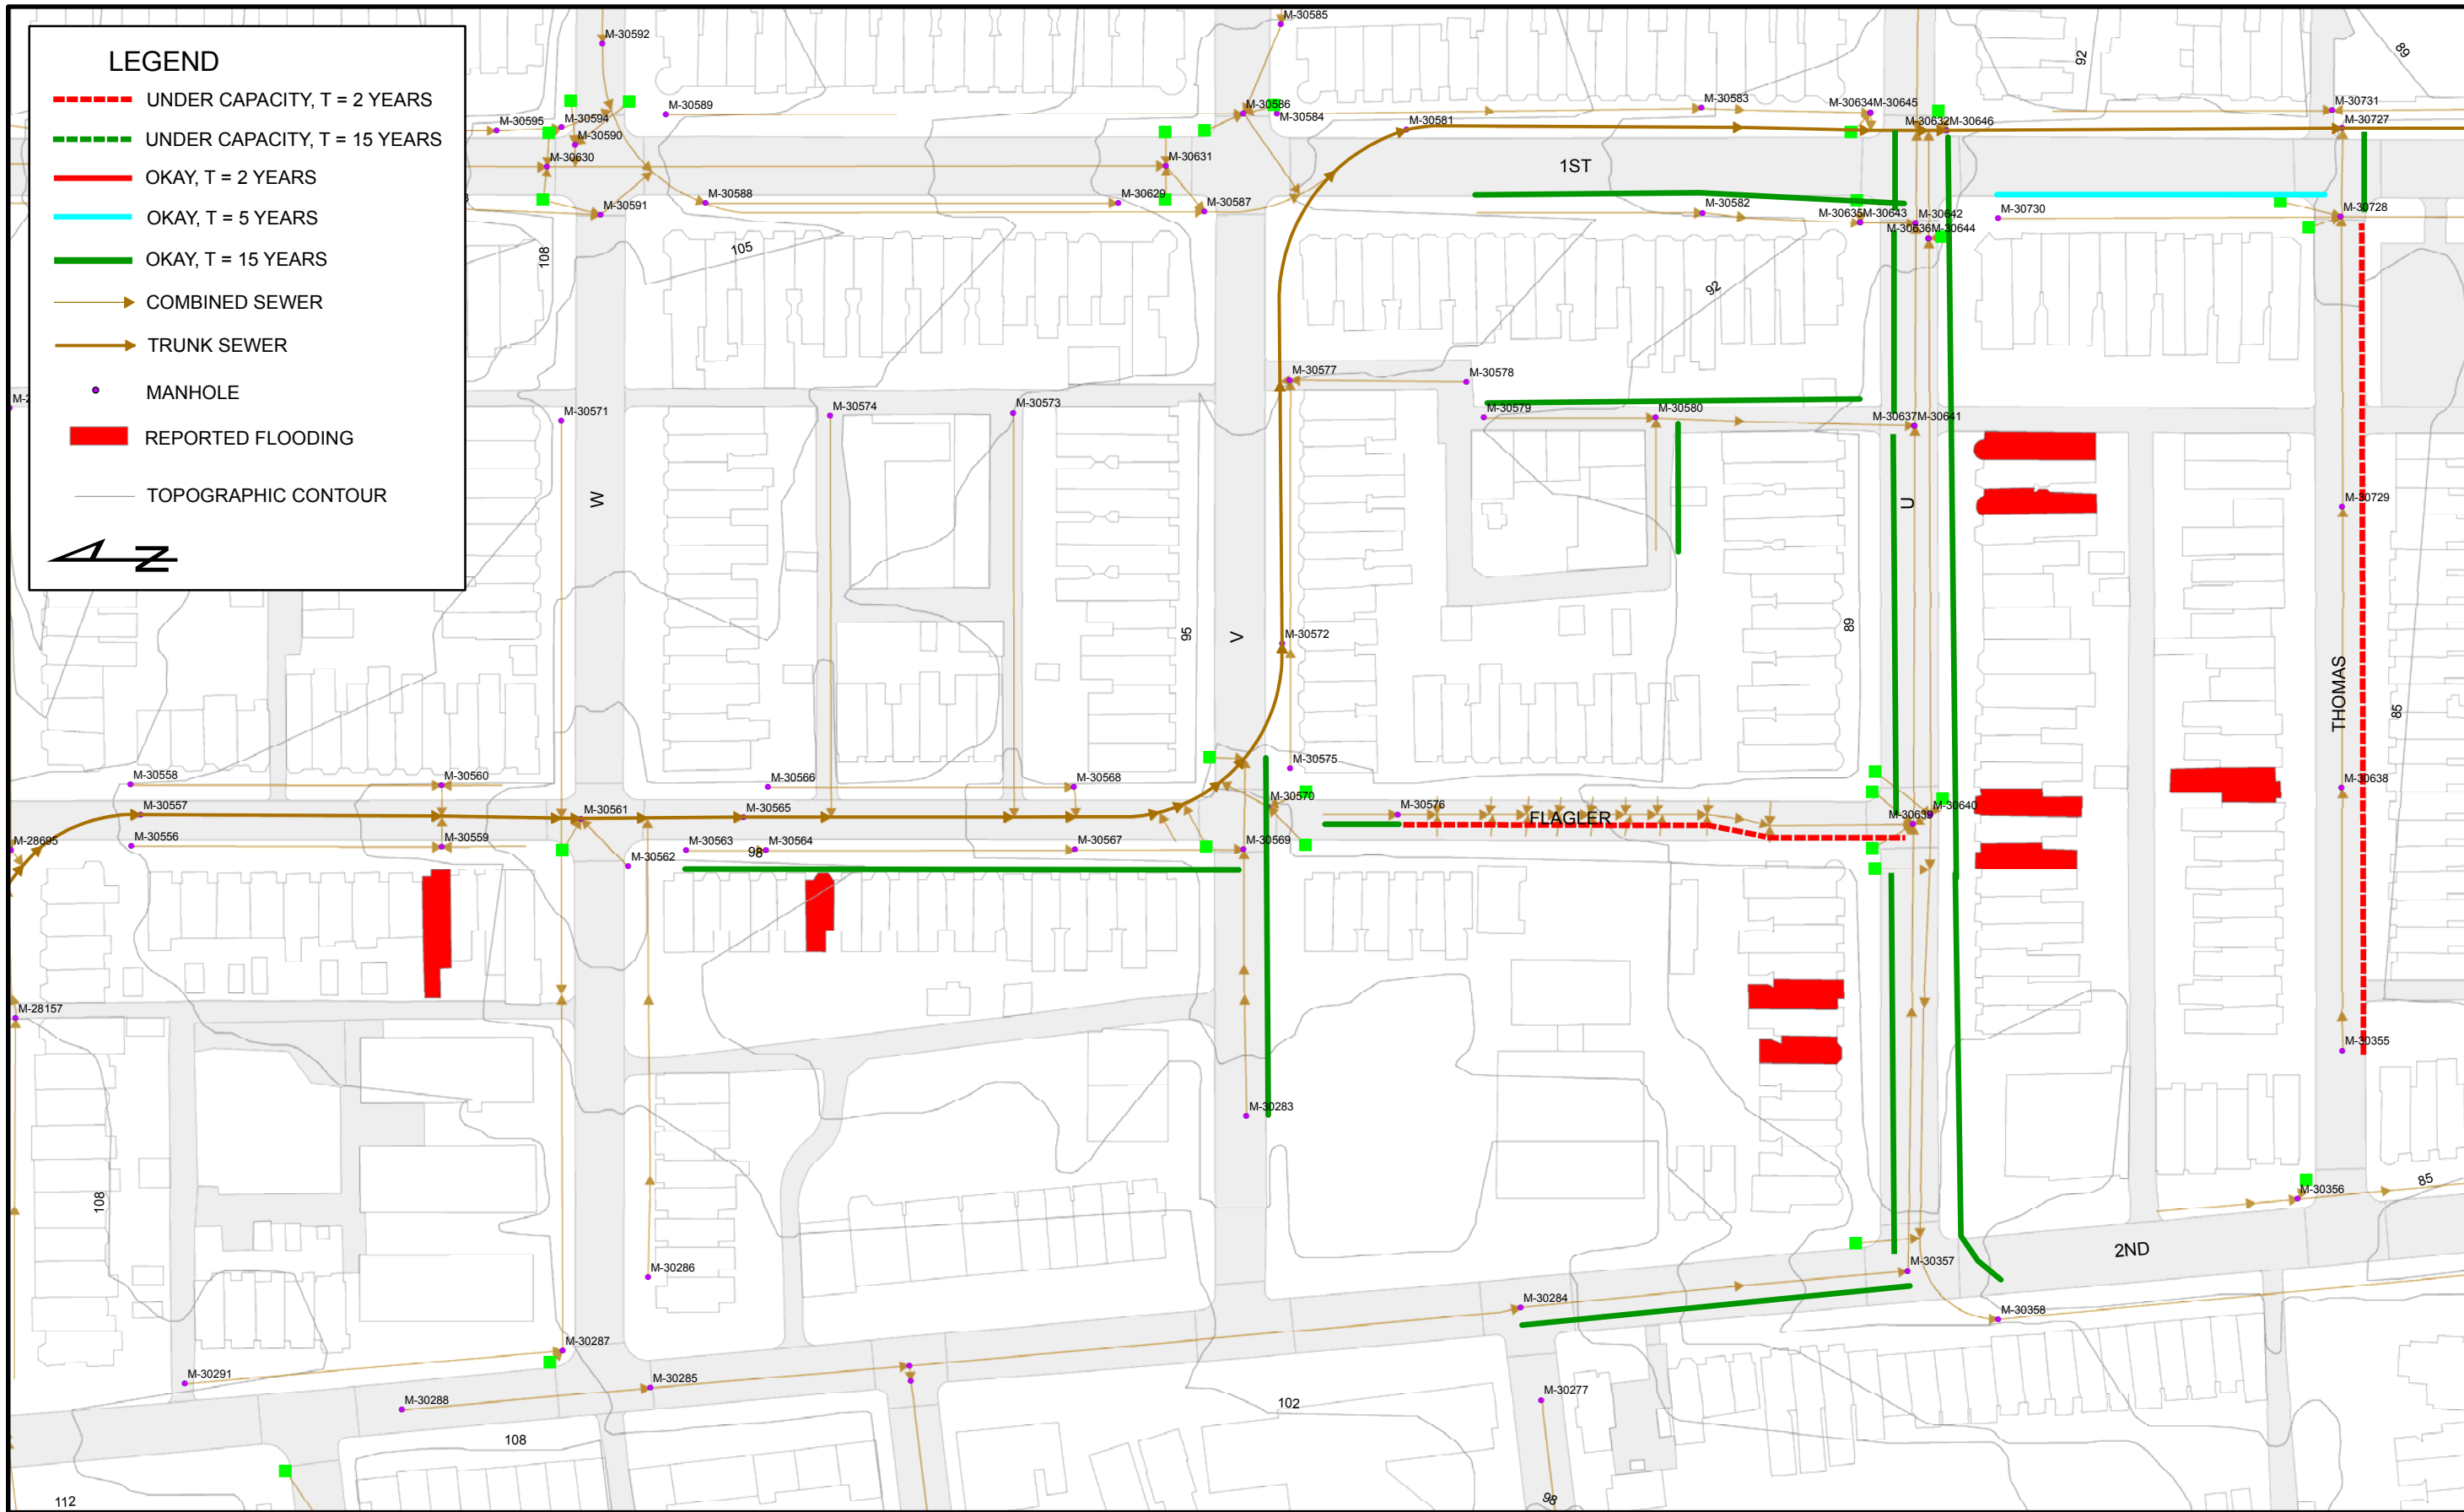 LEGEND
UNDER CAPACITY, T = 2 YEARS
UNDER CAPACITY, T = 15 YEARS
OKAY, T = 2 YEARS
OKAY, T = 5 YEARS
OKAY, T = 15 YEARS
COMBINED SEWER
TRUNK SEWER
MANHOLE
REPORTED FLOODING
TOPOGRAPHIC CONTOUR
N
M-30585
M-30592
89
92
M-30589
M-30586
M-30584
M-30583
M-30634
M-30645
M-30731
M-30595
M-30594
M-30590
M-30581
M-30632
M-30646
M-30727
M-30630
M-30631
1ST
M-30588
M-30629
M-30587
M-30591
M-30582
M-30635
M-30643
M-30642
M-30730
M-30728
M-30636
M-30644
108
105
92
M-30577
M-30578
M-30571
M-30574
M-30573
M-30579
M-30580
M-30637
M-30641
W
U
M-30729
95
V
M-30572
89
THOMAS
85
M-30558
M-30560
M-30566
M-30568
M-30575
M-30638
M-30557
M-30561
M-30565
M-30570
M-30576
FLAGLER
M-30640
M-30639
M-28695
M-30556
M-30559
M-30563
98
M-30564
M-30567
M-30569
M-30562
M-28157
M-30355
M-30283
108
85
M-30356
2ND
M-30286
M-30357
M-30284
M-30358
M-30287
M-30291
M-30285
M-30288
102
M-30277
108
112
98